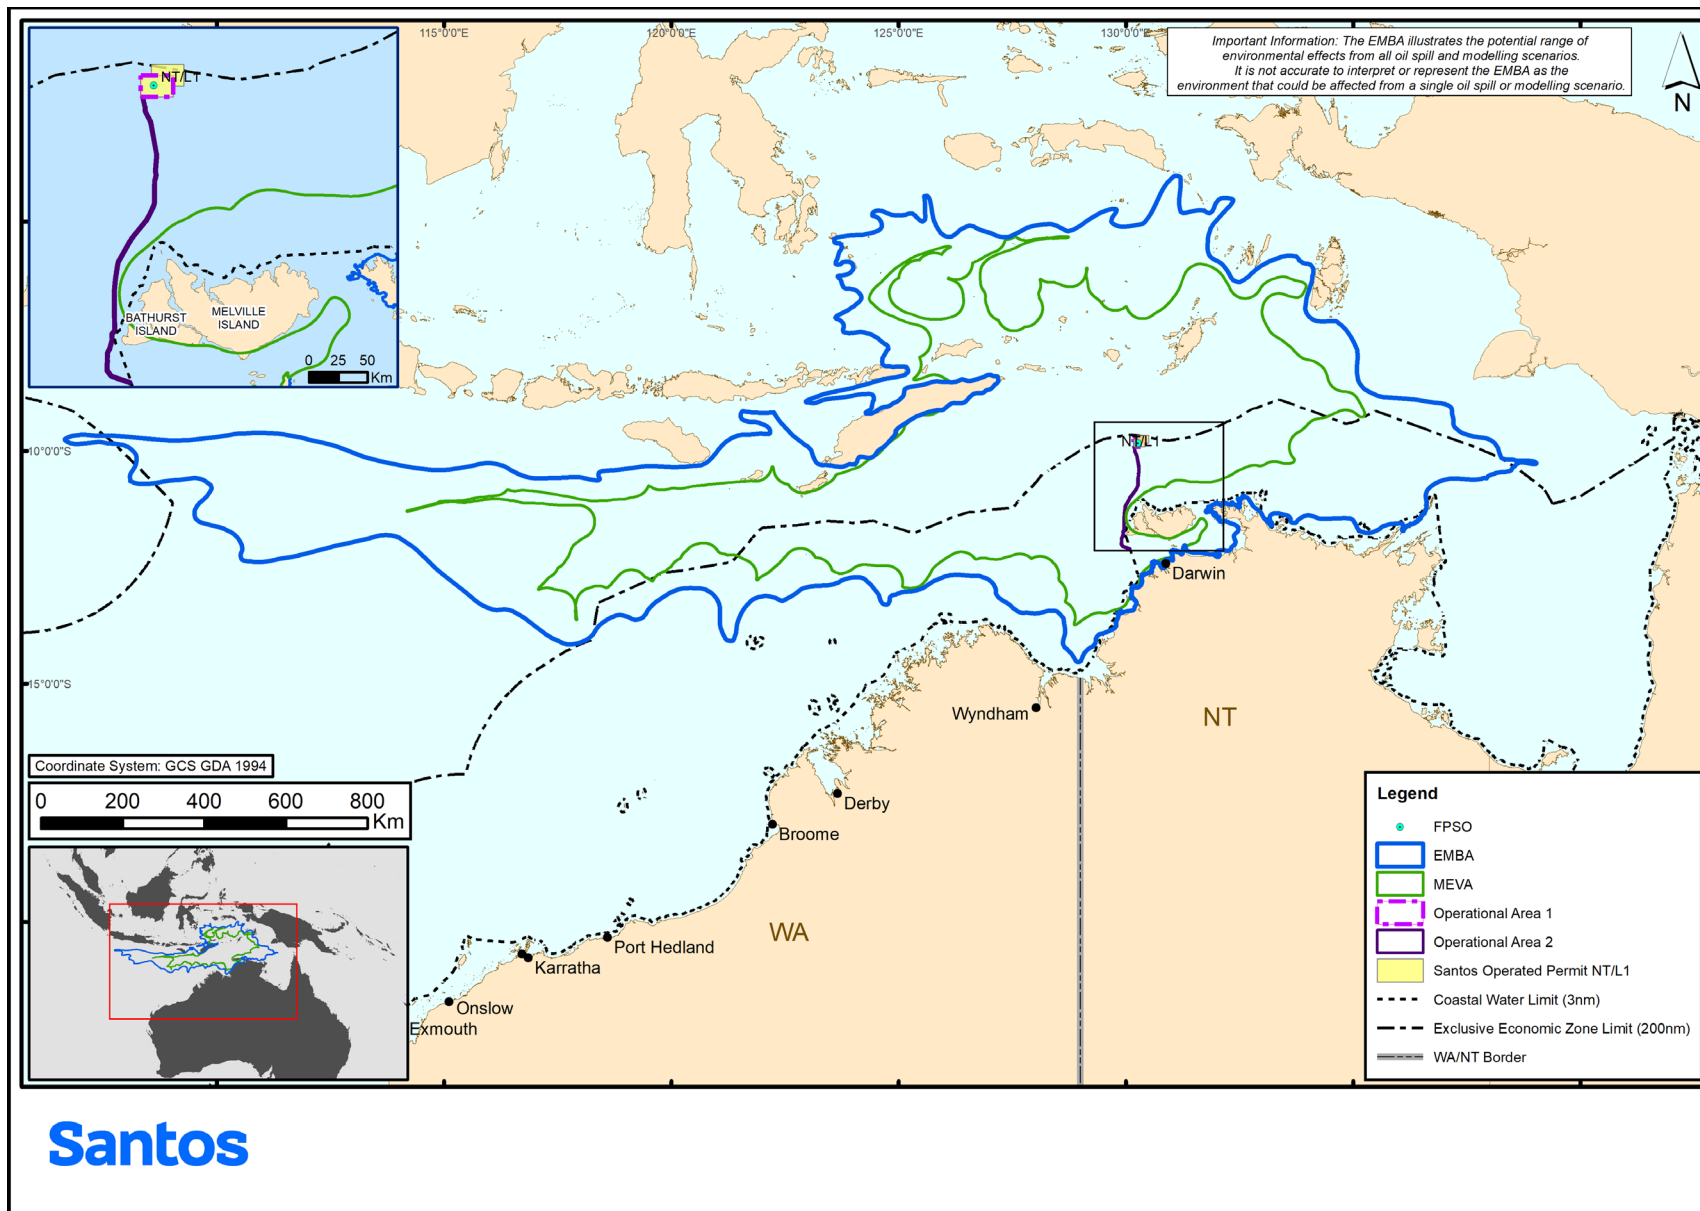 115°0'0"E
120°0'0"E
125°0'0"E
130°0'0"E
Important Information: The EMBA illustrates the potential range of
environmental effects from all oil spill and modelling scenarios.
It is not accurate to interpret or represent the EMBA as the
environment that could be affected from a single oil spill or modelling scenario.
N
NT/L1
BATHURST
ISLAND
MELVILLE
ISLAND
0 25 50
Km
10°0'0"S
NT/L1
Darwin
15°0'0"S
Wyndham
NT
Coordinate System: GCS GDA 1994
0 200 400 600 800
Km
Derby
Broome
WA
Port Hedland
Karratha
Onslow
Exmouth
Legend
FPSO
EMBA
MEVA
Operational Area 1
Operational Area 2
Santos Operated Permit NT/L1
Coastal Water Limit (3nm)
Exclusive Economic Zone Limit (200nm)
WA/NT Border
Santos